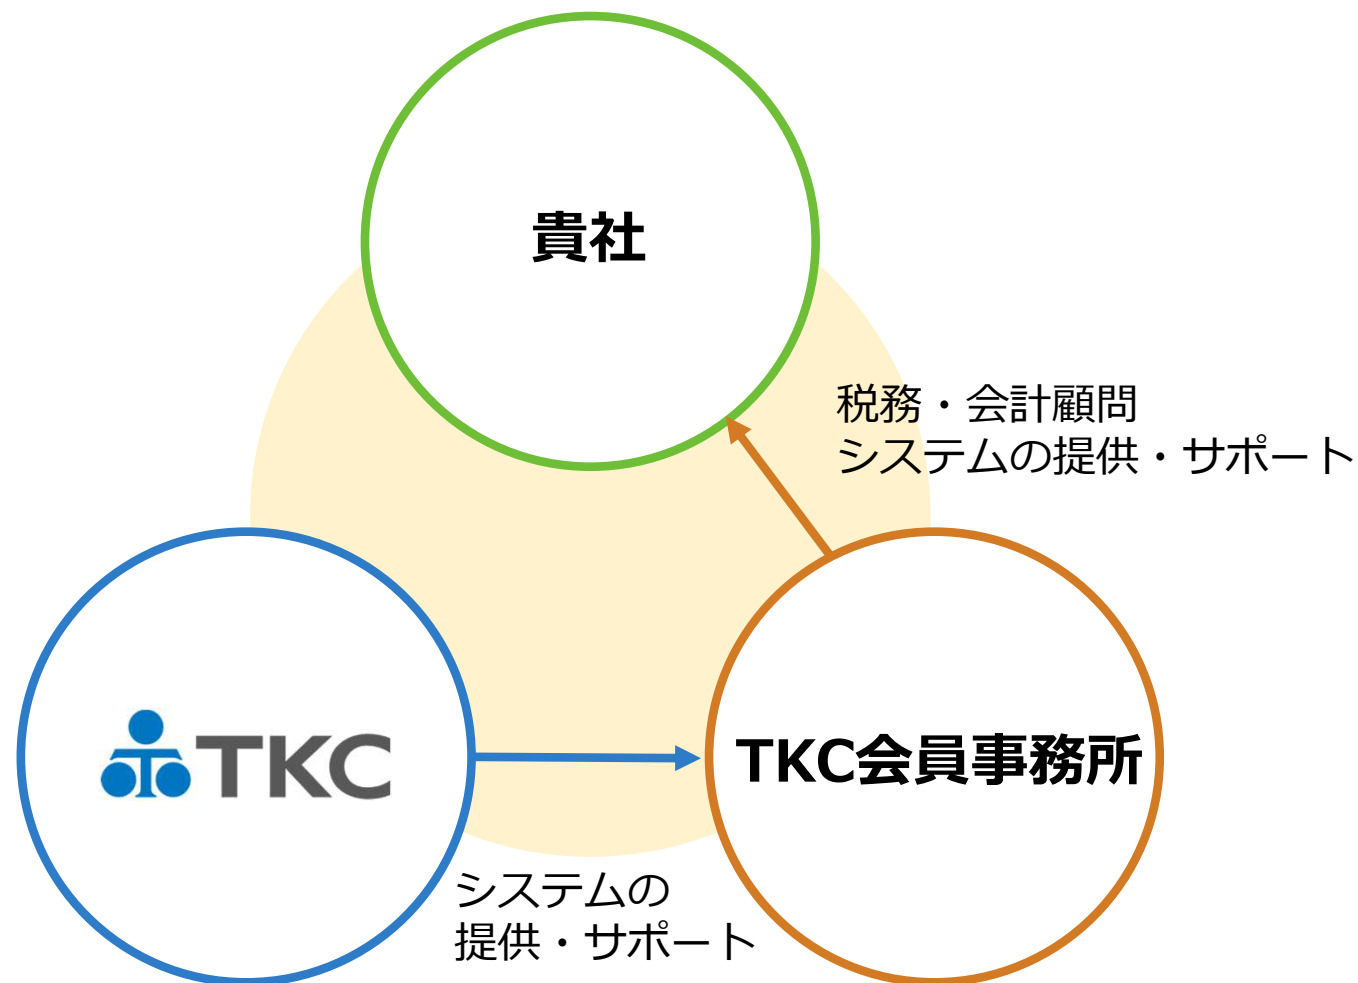 貴社
税務・会計顧問
システムの提供・サポート
TKC
TKC会員事務所
システムの
提供・サポート